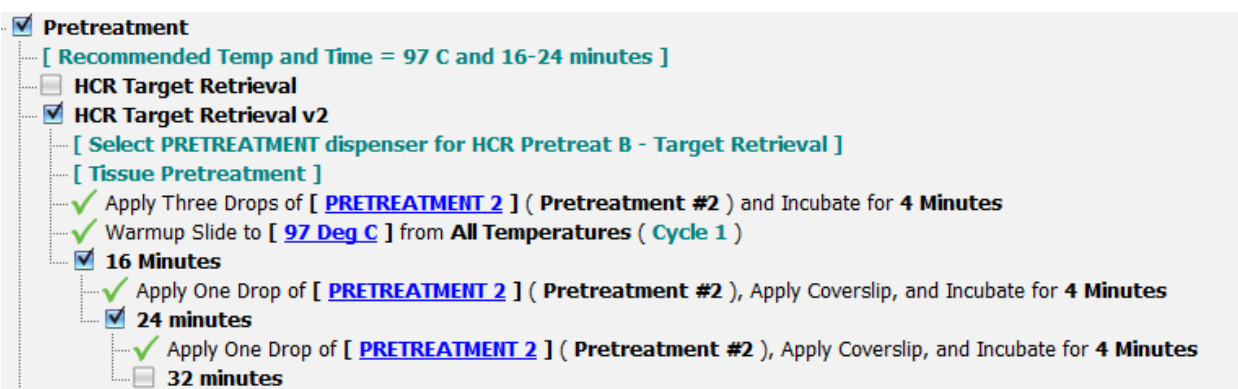 Pretreatment
[ Recommended Temp and Time = 97 C and 16-24 minutes ]
HCR Target Retrieval
HCR Target Retrieval v2
[ Select PRETREATMENT dispenser for HCR Pretreat B - Target Retrieval ]
[ Tissue Pretreatment ]
Apply Three Drops of [ PRETREATMENT 2 ] ( Pretreatment #2 ) and Incubate for 4 Minutes
Warmup Slide to [ 97 Deg C ] from All Temperatures ( Cycle 1 )
16 Minutes
Apply One Drop of [ PRETREATMENT 2 ] ( Pretreatment #2 ), Apply Coverslip, and Incubate for 4 Minutes
24 minutes
Apply One Drop of [ PRETREATMENT 2 ] ( Pretreatment #2 ), Apply Coverslip, and Incubate for 4 Minutes
32 minutes